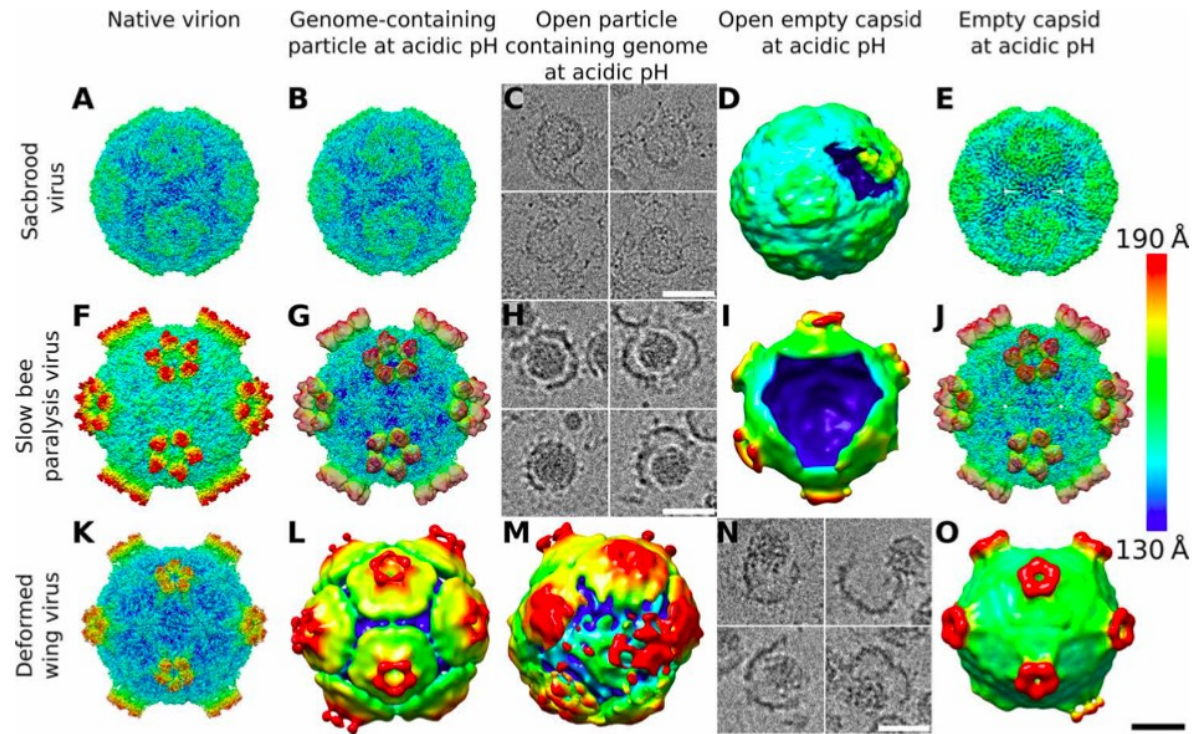 Native virion
Genome-containing
particle at acidic pH
Open particle
containing genome
at acidic pH
Open empty capsid
at acidic pH
Empty capsid
at acidic pH
Sacbrood
virus
A
B
C
D
E
190 Å
Slow bee
paralysis virus
F
G
H
I
J
130 Å
Deformed
wing virus
K
L
M
N
O